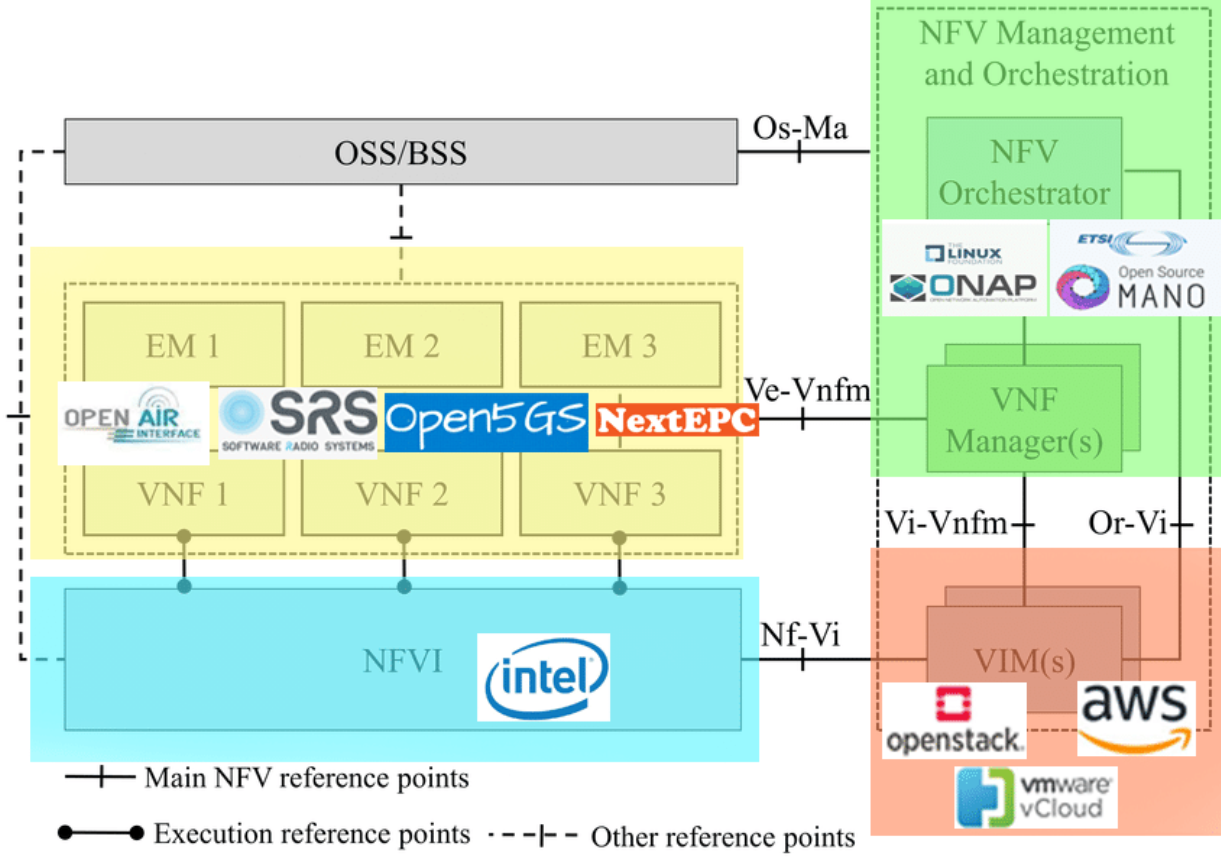 NFV Management
and Orchestration
Os-Ma
OSS/BSS
NFV
Orchestrator
THE
LINUX
FOUNDATION
ONAP
OPEN NETWORK AUTOMATION PLATFORM
ETSI
Open Source
MANO
EM 1
EM 2
EM 3
OPEN AIR
INTERFACE
SRS
SOFTWARE RADIO SYSTEMS
Open5GS
NextEPC
Ve-Vnfm
VNF
Manager(s)
VNF 1
VNF 2
VNF 3
Vi-Vnfm
Or-Vi
NFVI
intel
Nf-Vi
VIM(s)
openstack.
aws
vmware
vCloud
Main NFV reference points
Execution reference points
Other reference points